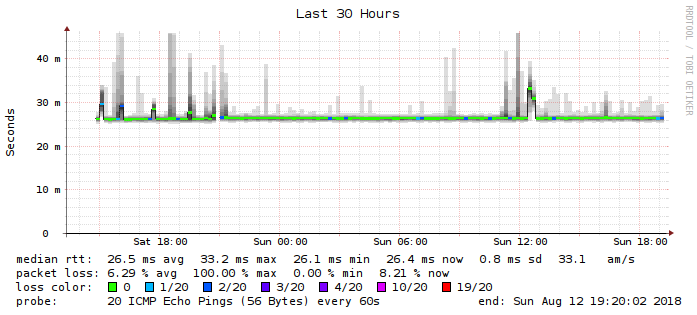 Last 30 Hours
RRDTOOL / TOBI OETIKER
Seconds
40 m
30 m
20 m
10 m
0
Sat 18:00 Sun 00:00 Sun 06:00 Sun 12:00 Sun 18:00
median rtt: 26.5 ms avg 33.2 ms max 26.1 ms min 26.4 ms now 0.8 ms sd 33.1 am/s
packet loss: 6.29 % avg 100.00 % max 0.00 % min 8.21 % now
loss color: 0 1/20 2/20 3/20 4/20 10/20 19/20
probe: 20 ICMP Echo Pings (56 Bytes) every 60s end: Sun Aug 12 19:20:02 2018